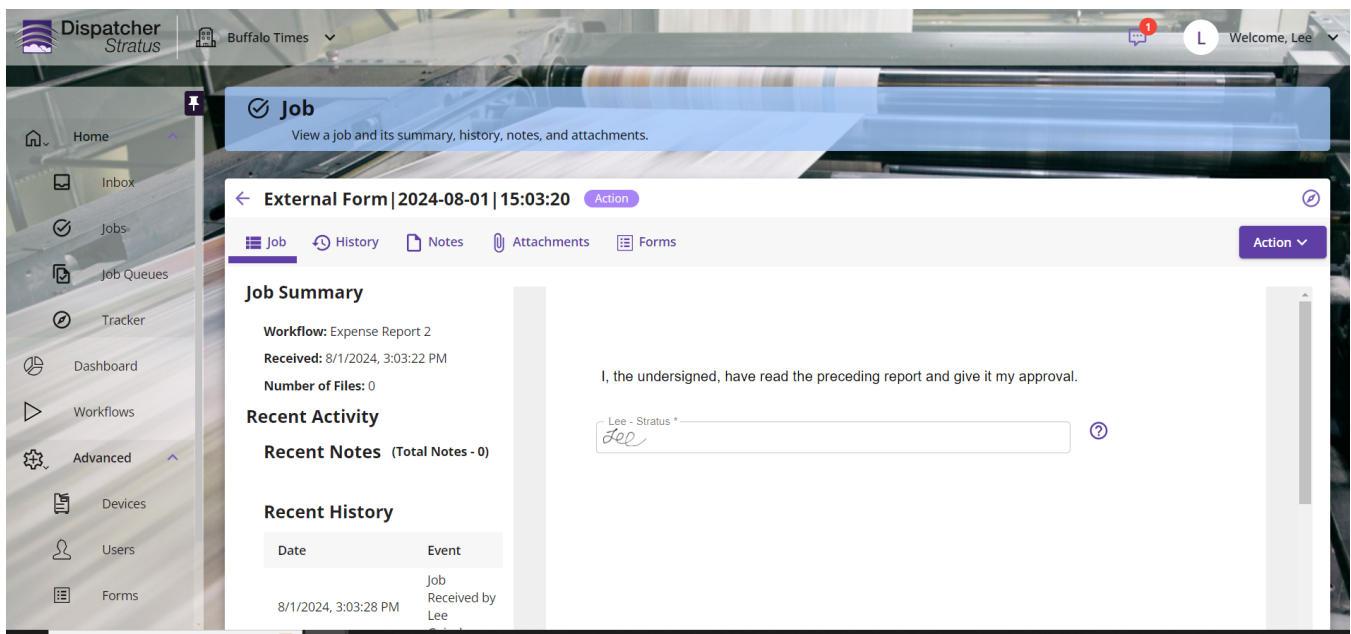 Dispatcher
Stratus
Buffalo Times
1
L
Welcome, Lee
Job
View a job and its summary, history, notes, and attachments.
Home
Inbox
Jobs
Job Queues
Tracker
Dashboard
Workflows
Advanced
Devices
Users
Forms
External Form|2024-08-01|15:03:20
Action
Job
History
Notes
Attachments
Forms
Action
Job Summary
Workflow: Expense Report 2
Received: 8/1/2024, 3:03:22 PM
Number of Files: 0
Recent Activity
Recent Notes (Total Notes - 0)
Recent History
Date Event
8/1/2024, 3:03:28 PM
Job
Received by
Lee
I, the undersigned, have read the preceding report and give it my approval.
Lee - Stratus *
Lee